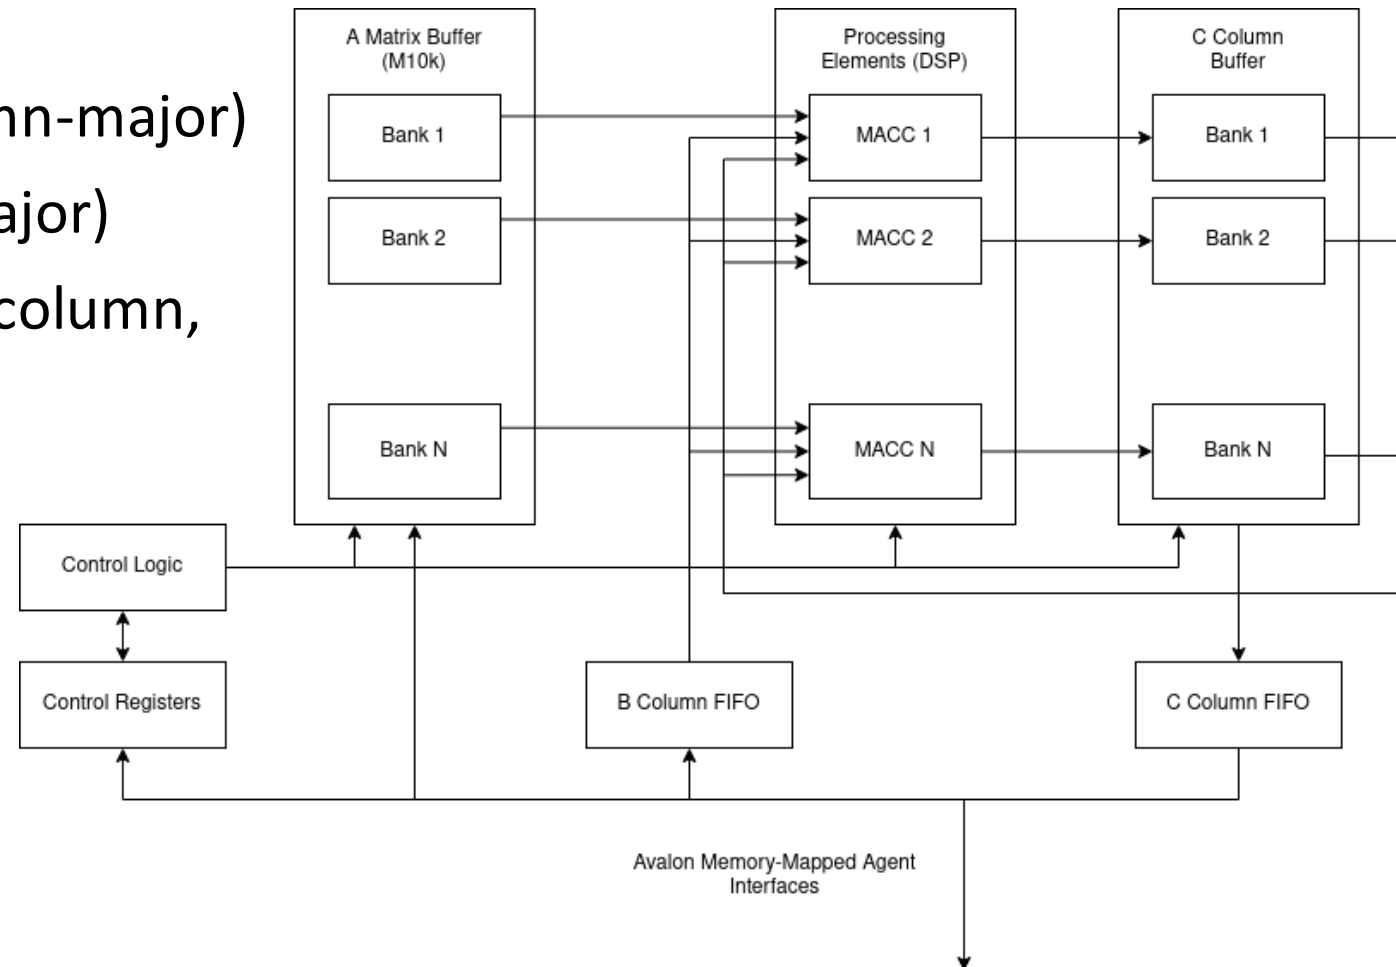 mn-major)
ajor)
column,
A Matrix Buffer
(M10k)
Bank 1
Bank 2
Bank N
Processing
Elements (DSP)
MACC 1
MACC 2
MACC N
C Column
Buffer
Bank 1
Bank 2
Bank N
Control Logic
Control Registers
B Column FIFO
C Column FIFO
Avalon Memory-Mapped Agent
Interfaces